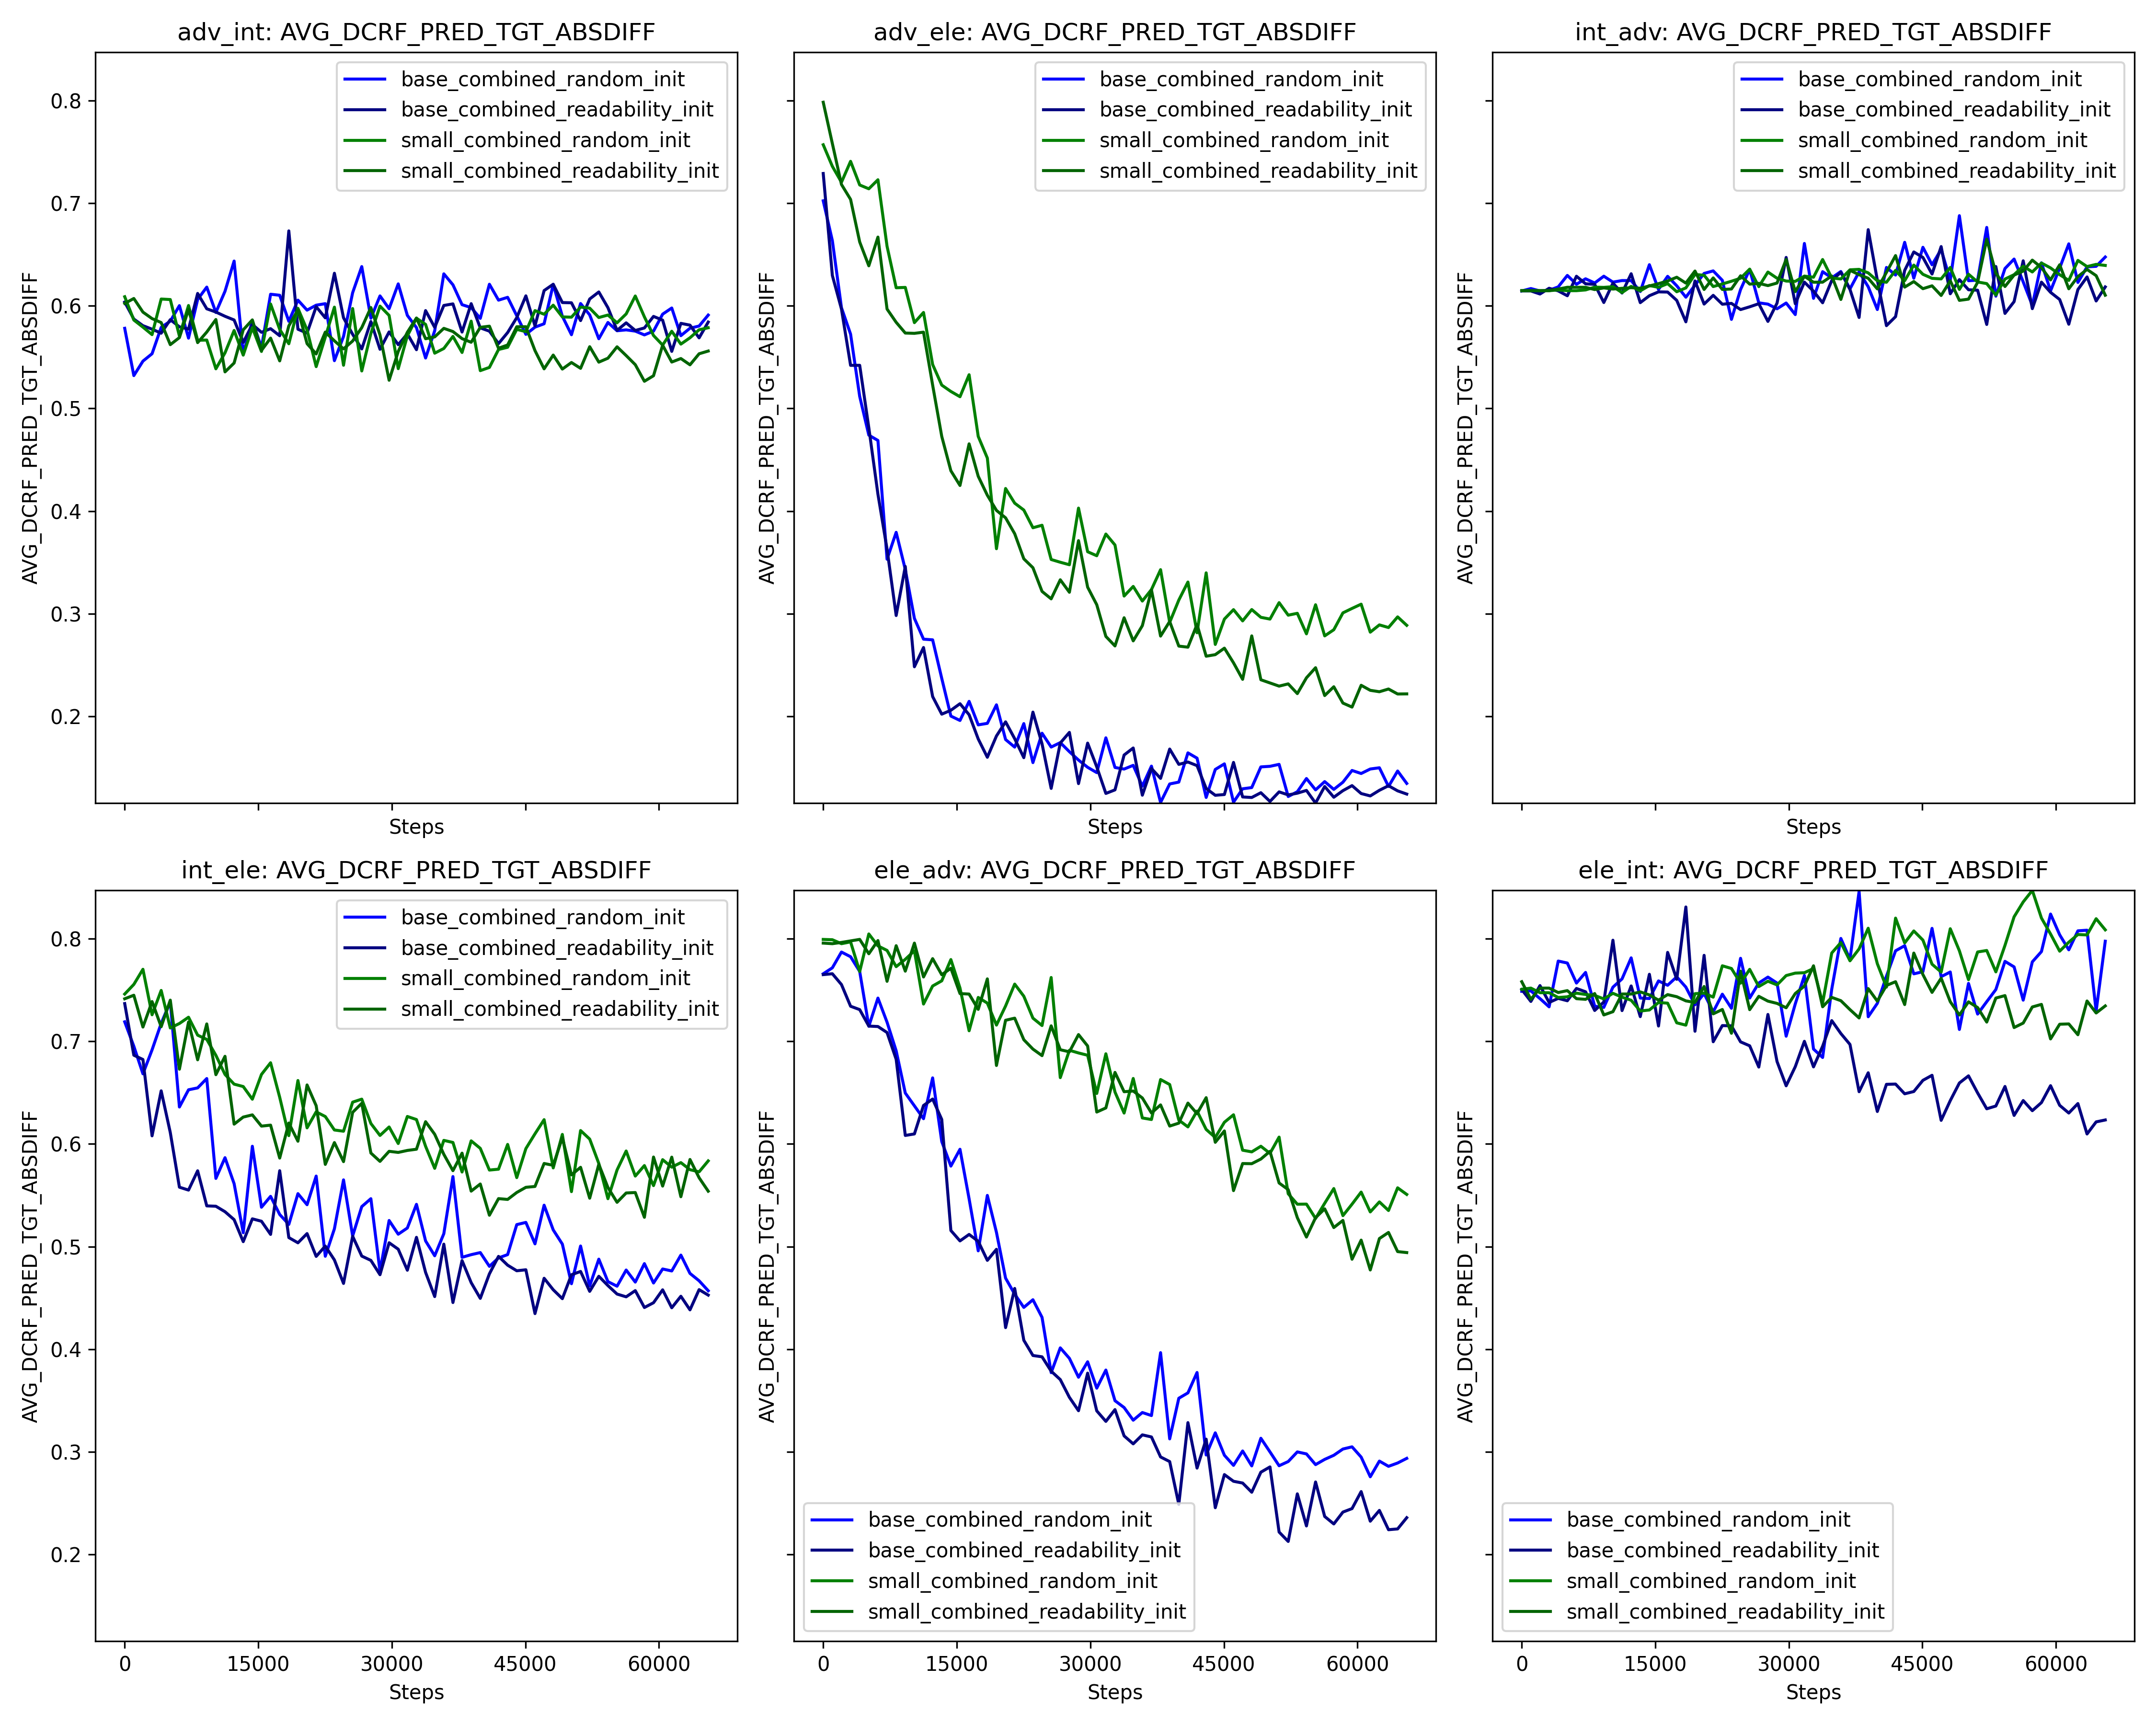 adv_int: AVG_DCRF_PRED_TGT_ABSDIFF
AVG_DCRF_PRED_TGT_ABSDIFF
0.8
0.7
0.6
0.5
0.4
0.3
0.2
base_combined_random_init
base_combined_readability_init
small_combined_random_init
small_combined_readability_init
Steps
adv_ele: AVG_DCRF_PRED_TGT_ABSDIFF
AVG_DCRF_PRED_TGT_ABSDIFF
base_combined_random_init
base_combined_readability_init
small_combined_random_init
small_combined_readability_init
Steps
int_adv: AVG_DCRF_PRED_TGT_ABSDIFF
AVG_DCRF_PRED_TGT_ABSDIFF
base_combined_random_init
base_combined_readability_init
small_combined_random_init
small_combined_readability_init
Steps
int_ele: AVG_DCRF_PRED_TGT_ABSDIFF
AVG_DCRF_PRED_TGT_ABSDIFF
0.8
0.7
0.6
0.5
0.4
0.3
0.2
base_combined_random_init
base_combined_readability_init
small_combined_random_init
small_combined_readability_init
0 15000 30000 45000 60000
Steps
ele_adv: AVG_DCRF_PRED_TGT_ABSDIFF
AVG_DCRF_PRED_TGT_ABSDIFF
base_combined_random_init
base_combined_readability_init
small_combined_random_init
small_combined_readability_init
0 15000 30000 45000 60000
Steps
ele_int: AVG_DCRF_PRED_TGT_ABSDIFF
AVG_DCRF_PRED_TGT_ABSDIFF
base_combined_random_init
base_combined_readability_init
small_combined_random_init
small_combined_readability_init
0 15000 30000 45000 60000
Steps